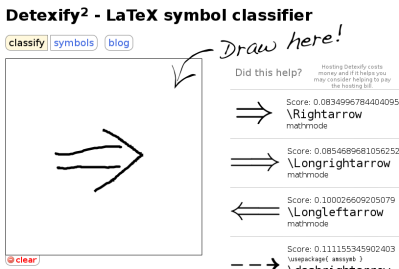 Detexify² - LaTeX symbol classifier
classify symbols blog
Draw here!
Did this help?
Hosting Detexify costs
money and if it helps you
may consider helping to pay
the hosting bill.
Score: 0.0834996784404095
\Rightarrow
mathmode
Score: 0.0854689681056252
\Longrightarrow
mathmode
Score: 0.100026609205079
\Longleftarrow
mathmode
Score: 0.111155345902403
\usepackage{ amssymb }
clear